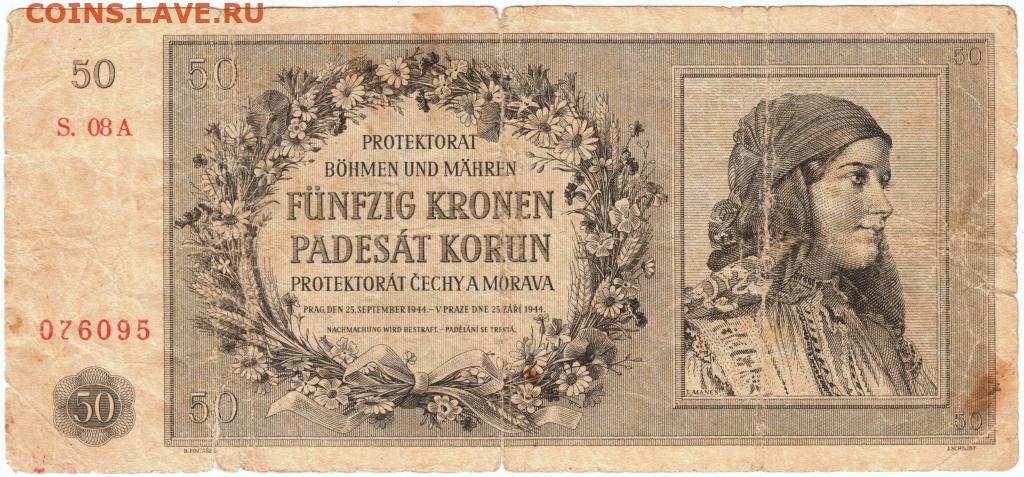 COINS.LAVE.RU
50
50
50
S. 08 A
PROTEKTORAT
BÖHMEN UND MÄHREN
FÜNFZIG KRONEN
PADESÁT KORUN
PROTEKTORÁT ČECHY A MORAVA
PRAG, DEN 25. SEPTEMBER 1944. – V PRAZE DNE 25. ZÁŘÍ 1944.
NACHMACHUNG WIRD BESTRAFT. – PADĚLÁNÍ SE TRESTÁ.
076095
J. MÁNES
50
50
50
J. SCHMIDT